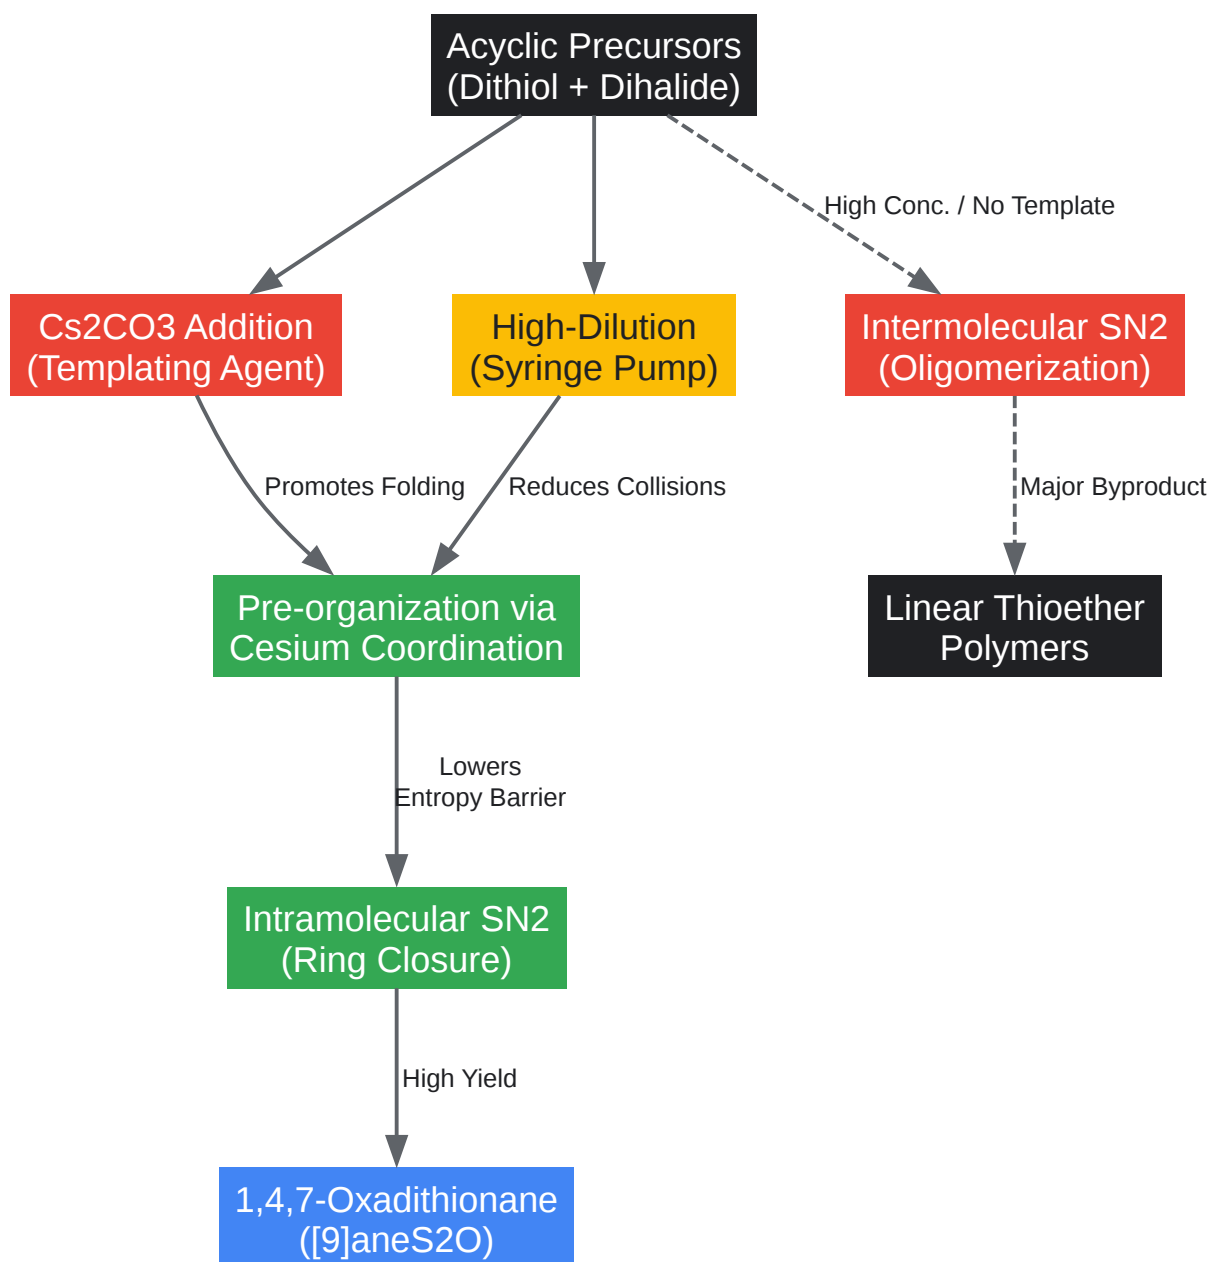 Acyclic Precursors
(Dithiol + Dihalide)
High Conc. / No Template
Cs2CO3 Addition
(Templating Agent)
High-Dilution
(Syringe Pump)
Intermolecular SN2
(Oligomerization)
Promotes Folding
Reduces Collisions
Major Byproduct
Pre-organization via
Cesium Coordination
Linear Thioether
Polymers
Lowers
Entropy Barrier
Intramolecular SN2
(Ring Closure)
High Yield
1,4,7-Oxadithionane
([9]aneS2O)